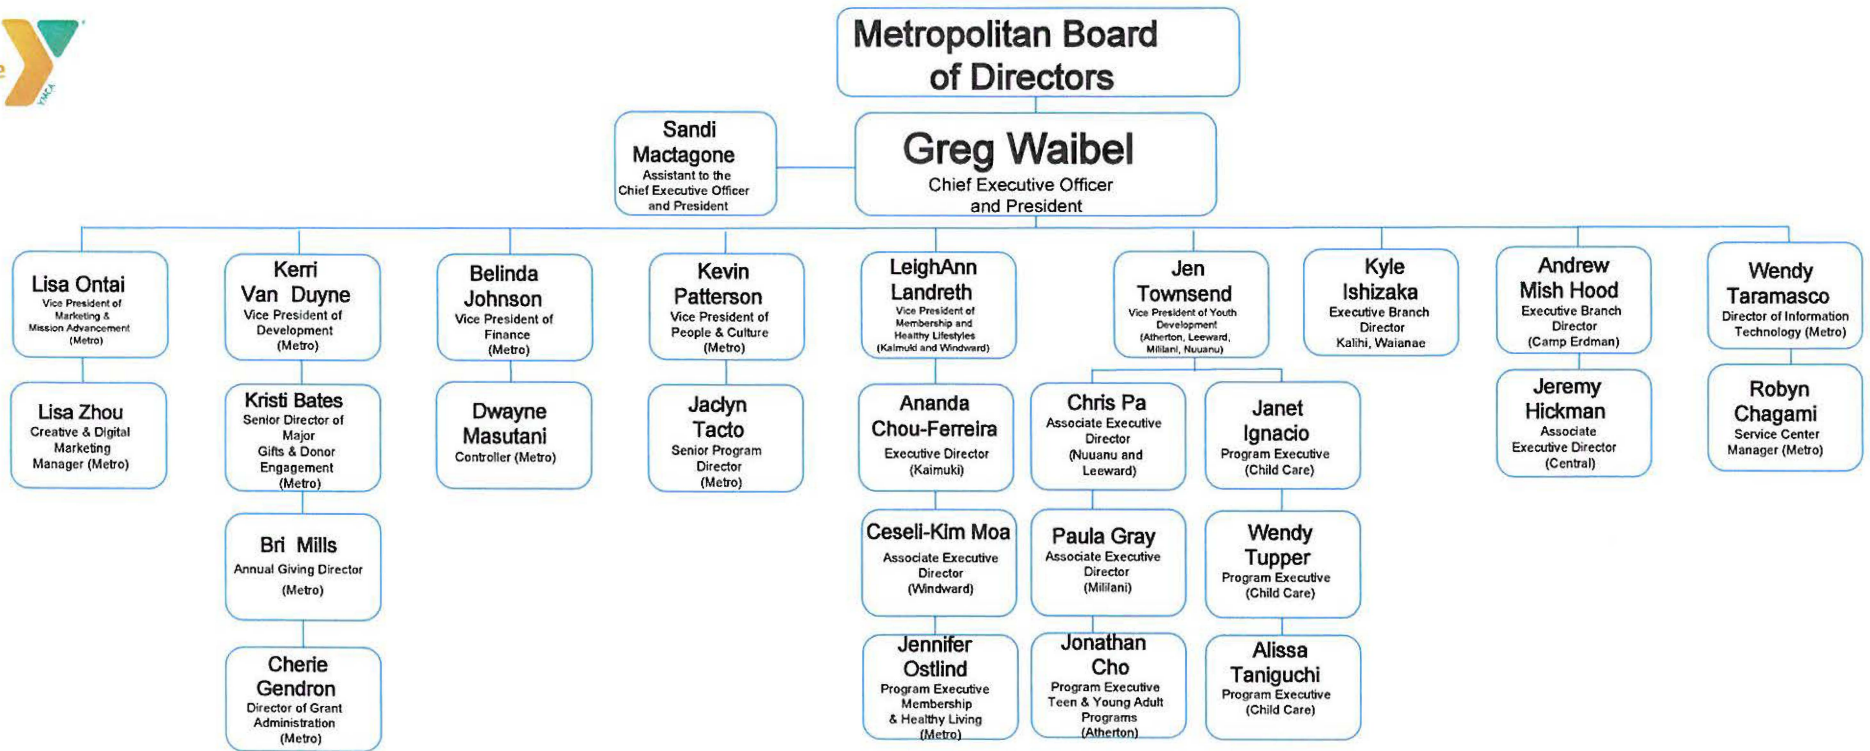 e
YMCA
Metropolitan Board
of Directors
Sandi
Mactagone
Assistant to the
Chief Executive Officer
and President
Greg Waibel
Chief Executive Officer
and President
Lisa Ontai
Vice President of
Marketing &
Mission Advancement
(Metro)
Kerri
Van Duyne
Vice President of
Development
(Metro)
Belinda
Johnson
Vice President of
Finance
(Metro)
Kevin
Patterson
Vice President of
People & Culture
(Metro)
LeighAnn
Landreth
Vice President of
Membership and
Healthy Lifestyles
(Kaimuki and Windward)
Jen
Townsend
Vice President of Youth
Development
(Atherton, Leeward,
Mililani, Nuuanu)
Kyle
Ishizaka
Executive Branch
Director
Kalihi, Waianae
Andrew
Mish Hood
Executive Branch
Director
(Camp Erdman)
Wendy
Taramasco
Director of Information
Technology (Metro)
Lisa Zhou
Creative & Digital
Marketing
Manager (Metro)
Kristi Bates
Senior Director of
Major
Gifts & Donor
Engagement
(Metro)
Dwayne
Masutani
Controller (Metro)
Jaclyn
Tacto
Senior Program
Director
(Metro)
Ananda
Chou-Ferreira
Executive Director
(Kaimuki)
Chris Pa
Associate Executive
Director
(Nuuanu and
Leeward)
Janet
Ignacio
Program Executive
(Child Care)
Jeremy
Hickman
Associate
Executive Director
(Central)
Robyn
Chagami
Service Center
Manager (Metro)
Bri Mills
Annual Giving Director
(Metro)
Ceseli-Kim Moa
Associate Executive
Director
(Windward)
Paula Gray
Associate Executive
Director
(Mililani)
Wendy
Tupper
Program Executive
(Child Care)
Cherie
Gendron
Director of Grant
Administration
(Metro)
Jennifer
Ostlind
Program Executive
Membership
& Healthy Living
(Metro)
Jonathan
Cho
Program Executive
Teen & Young Adult
Programs
(Atherton)
Alissa
Taniguchi
Program Executive
(Child Care)